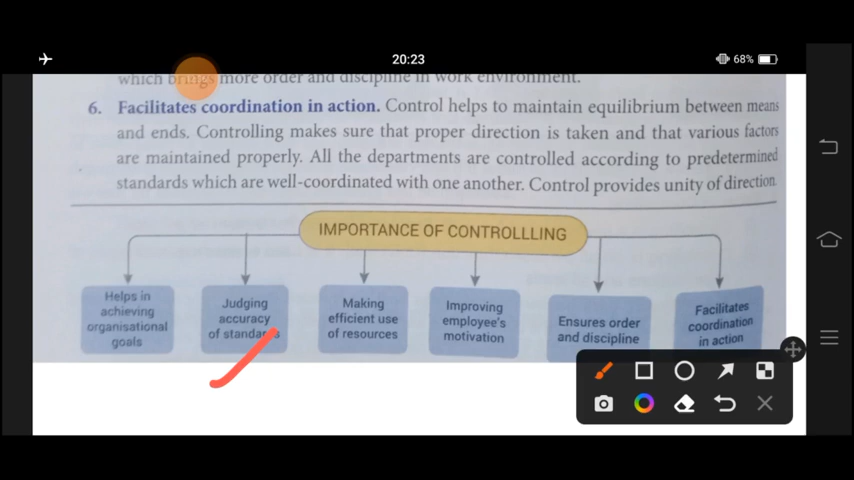 20:23
68%
which brings more order and discipline in work environment.
6. Facilitates coordination in action. Control helps to maintain equilibrium between means
and ends. Controlling makes sure that proper direction is taken and that various factors
are maintained properly. All the departments are controlled according to predetermined
standards which are well-coordinated with one another. Control provides unity of direction.
IMPORTANCE OF CONTROLLLING
Helps in
achieving
organisational
goals
Judging
accuracy
of standards
Making
efficient use
of resources
Improving
employee's
motivation
Ensures order
and discipline
Facilitates
coordination
in action